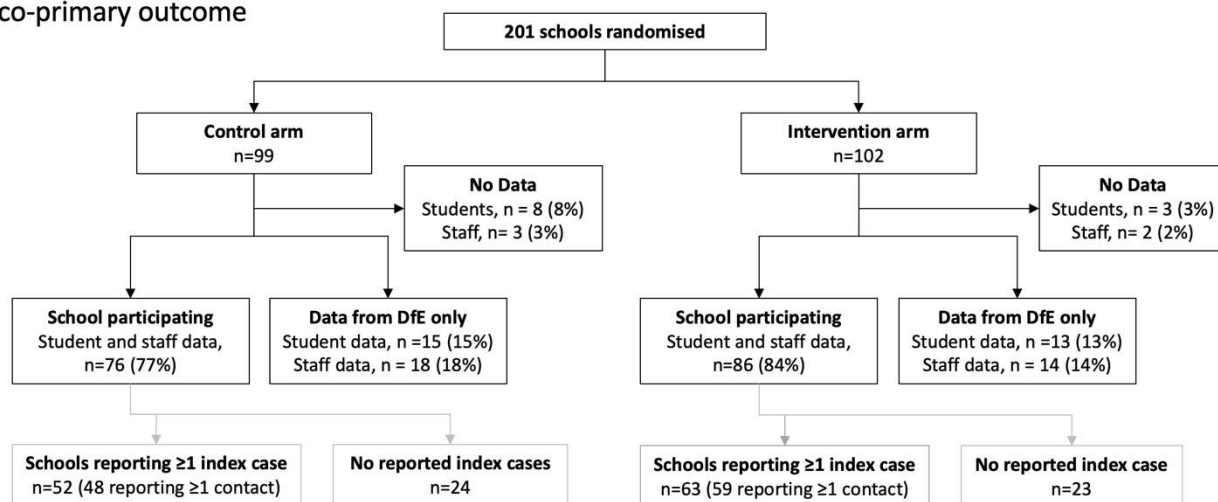 co-primary outcome
201 schools randomised
Control arm
n=99
Intervention arm
n=102
No Data
Students, n = 8 (8%)
Staff, n= 3 (3%)
No Data
Students, n = 3 (3%)
Staff, n= 2 (2%)
School participating
Student and staff data,
n=76 (77%)
Data from DfE only
Student data, n =15 (15%)
Staff data, n = 18 (18%)
School participating
Student and staff data,
n=86 (84%)
Data from DfE only
Student data, n =13 (13%)
Staff data, n = 14 (14%)
Schools reporting ≥1 index case
n=52 (48 reporting ≥1 contact)
No reported index cases
n=24
Schools reporting ≥1 index case
n=63 (59 reporting ≥1 contact)
No reported index case
n=23